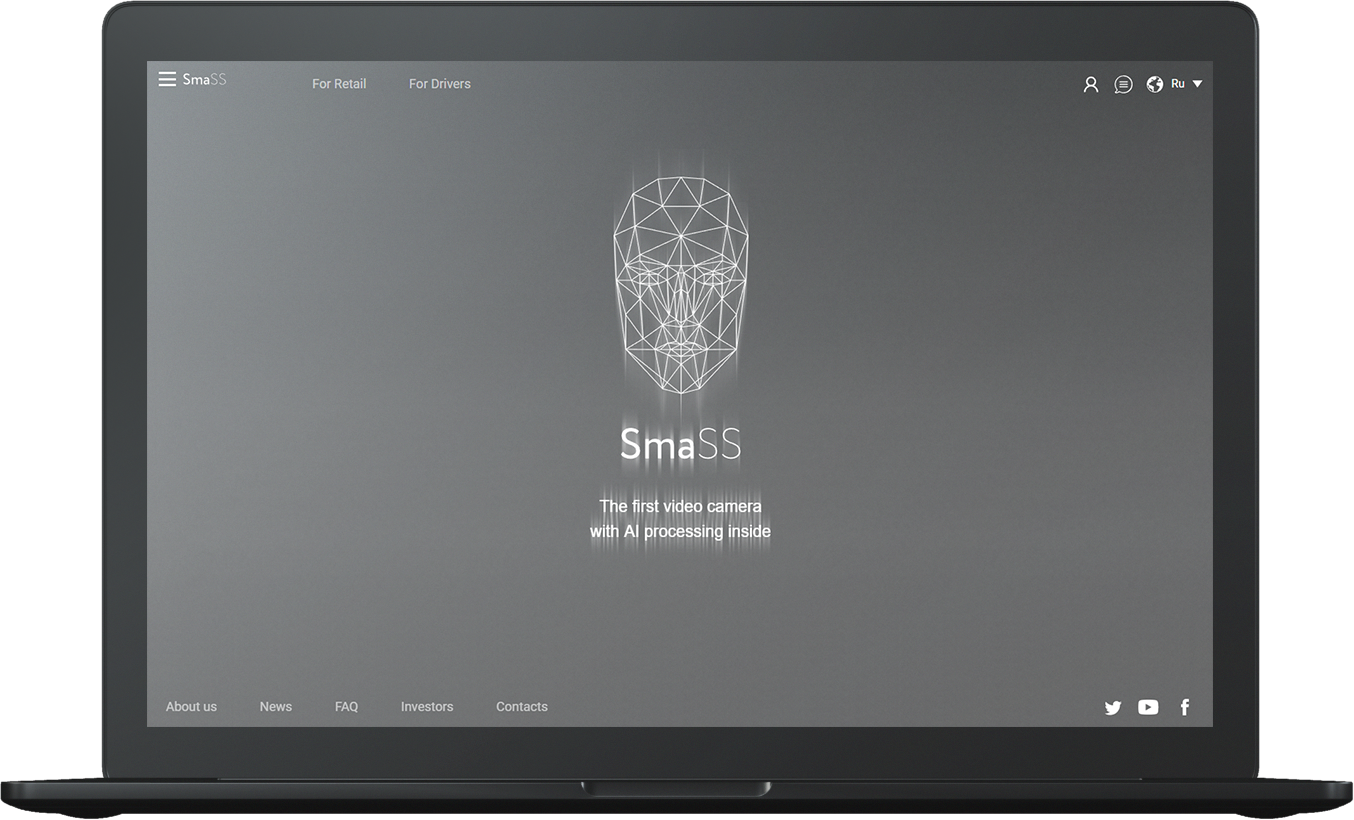 SmaSS
For Retail
For Drivers
Ru
SmaSS
The first video camera
with AI processing inside
About us
News
FAQ
Investors
Contacts